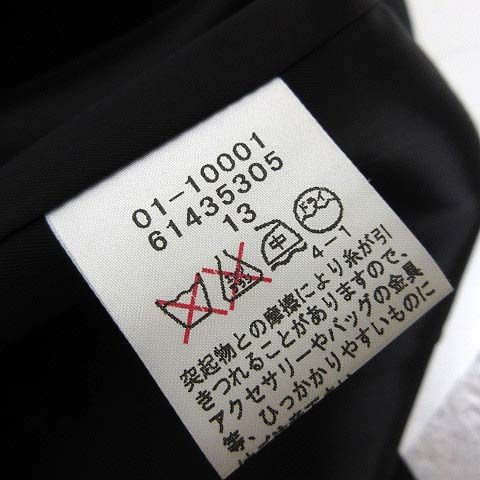 01-10001
61435305
13
中
ドライ
4-1
突起物との摩擦により糸が引
きつれることがありますので、
アクセサリーやバッグの金具
等、ひっかかりやすいものに